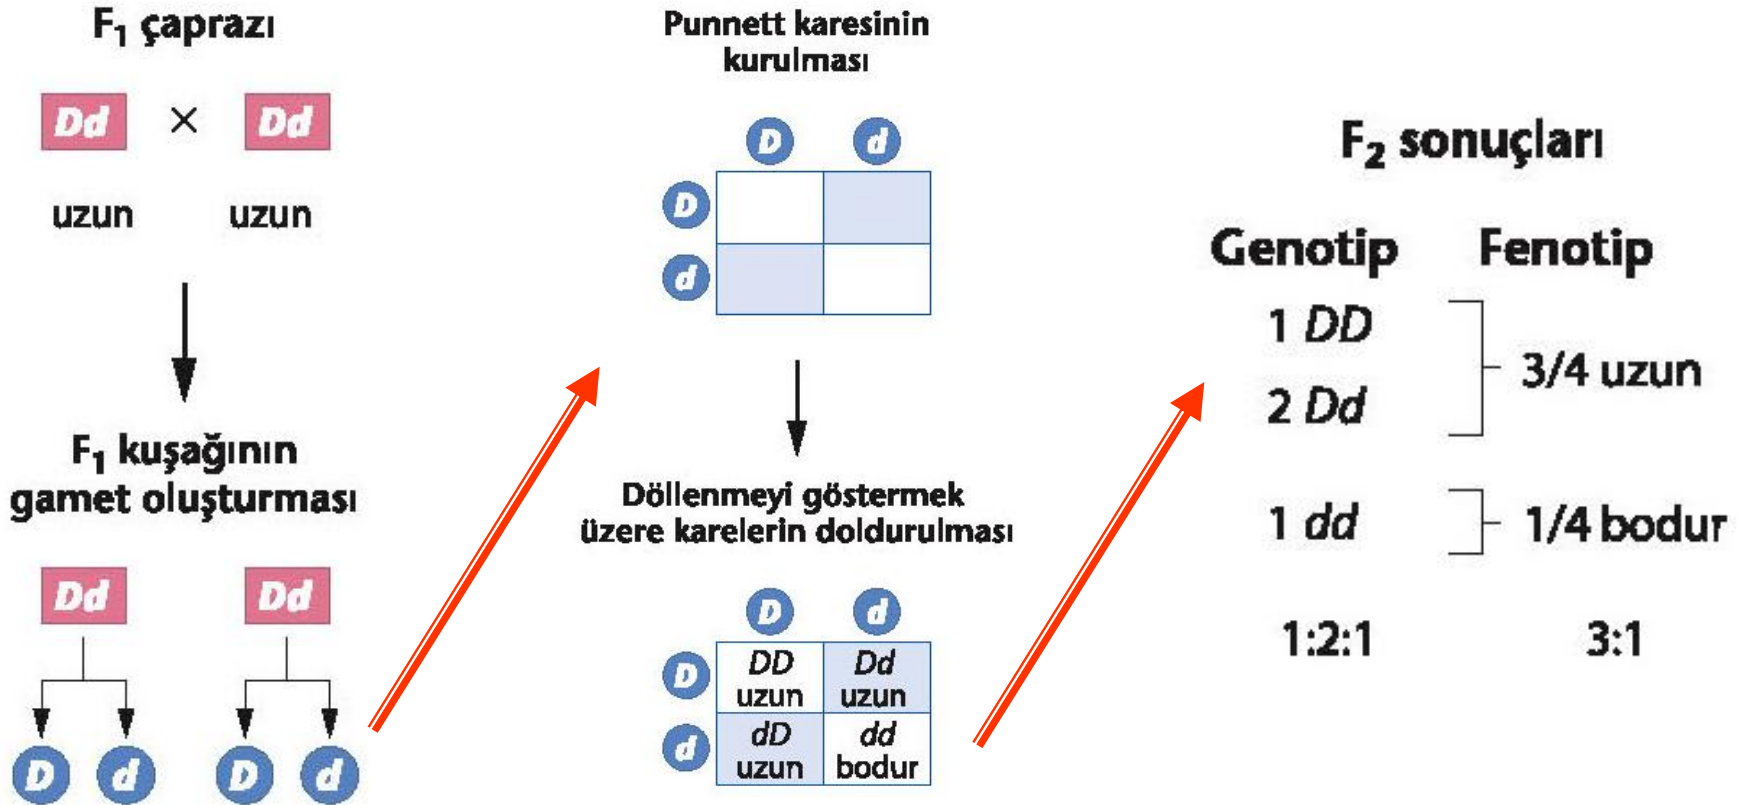 F₁ çaprazı
Dd × Dd
uzun uzun
F₁ kuşağının
gamet oluşturması
Dd Dd
D d D d
Punnett karesinin
kurulması
D d
D
d
Döllenmeyi göstermek
üzere karelerin doldurulması
D d
D DD Dd
uzun uzun
d dD dd
uzun bodur
F₂ sonuçları
Genotip Fenotip
1 DD
3/4 uzun
2 Dd
1 dd 1/4 bodur
1:2:1 3:1